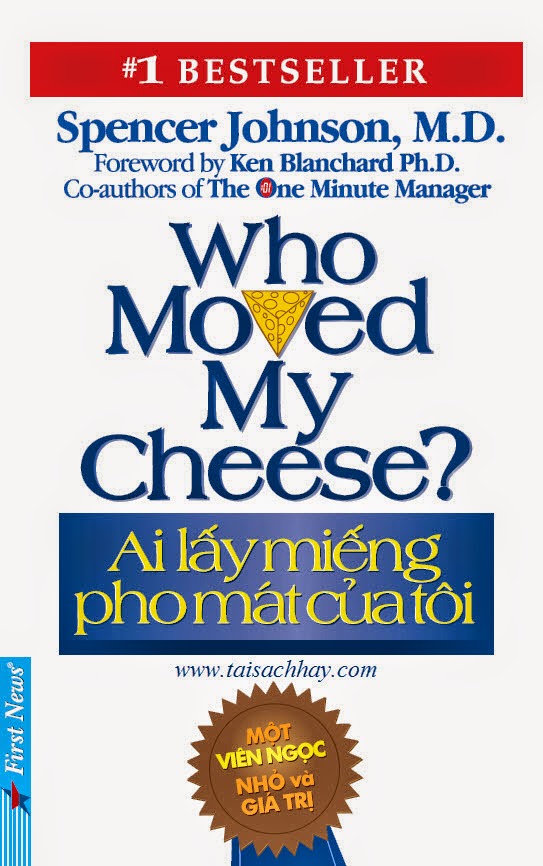 #1 BESTSELLER
Spencer Johnson, M.D.
Foreword by Ken Blanchard Ph.D.
Co-authors of The One Minute Manager
Who
Moved
My
Cheese?
Ai lấy miếng
pho mát của tôi
www.taisachhay.com
First News®
MỘT
VIÊN NGỌC
NHỎ và
GIÁ TRỊ